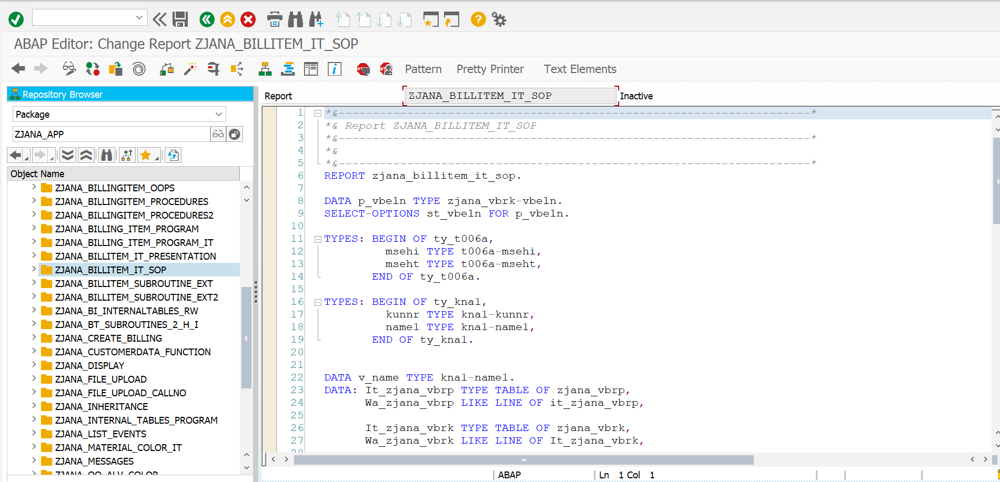 ABAP Editor: Change Report ZJANA_BILLITEM_IT_SOP
Pattern Pretty Printer Text Elements
Repository Browser
Package
ZJANA_APP
Object Name
ZJANA_BILLINGITEM_OOPS
ZJANA_BILLINGITEM_PROCEDURES
ZJANA_BILLINGITEM_PROCEDURES2
ZJANA_BILLING_ITEM_PROGRAM
ZJANA_BILLING_ITEM_PROGRAM_IT
ZJANA_BILLITEM_IT_PRESENTATION
ZJANA_BILLITEM_IT_SOP
ZJANA_BILLITEM_SUBROUTINE_EXT
ZJANA_BILLITEM_SUBROUTINE_EXT2
ZJANA_BI_INTERNALTABLES_RW
ZJANA_BT_SUBROUTINES_2_H_I
ZJANA_CREATE_BILLING
ZJANA_CUSTOMERDATA_FUNCTION
ZJANA_DISPLAY
ZJANA_FILE_UPLOAD
ZJANA_FILE_UPLOAD_CALLNO
ZJANA_INHERITANCE
ZJANA_INTERNAL_TABLES_PROGRAM
ZJANA_LIST_EVENTS
ZJANA_MATERIAL_COLOR_IT
ZJANA_MESSAGES
ZJANA_OO_ALV_COLOR
Report ZJANA_BILLITEM_IT_SOP Inactive
1 *&---------------------------------------------------------------------*
2 *& Report ZJANA_BILLITEM_IT_SOP
3 *&---------------------------------------------------------------------*
4 *&
5 *&---------------------------------------------------------------------*
6 REPORT zjana_billitem_it_sop.
7
8 DATA p_vbeln TYPE zjana_vbrk-vbeln.
9 SELECT-OPTIONS st_vbeln FOR p_vbeln.
10
11 TYPES: BEGIN OF ty_t006a,
12 msehi TYPE t006a-msehi,
13 mseht TYPE t006a-mseht,
14 END OF ty_t006a.
15
16 TYPES: BEGIN OF ty_kna1,
17 kunnr TYPE kna1-kunnr,
18 name1 TYPE kna1-name1,
19 END OF ty_kna1.
20
21
22 DATA v_name TYPE kna1-name1.
23 DATA: It_zjana_vbrp TYPE TABLE OF zjana_vbrp,
24 Wa_zjana_vbrp LIKE LINE OF it_zjana_vbrp,
25
26 It_zjana_vbrk TYPE TABLE OF zjana_vbrk,
27 Wa_zjana_vbrk LIKE LINE OF It_zjana_vbrk,
28
ABAP Ln 1 Col 1